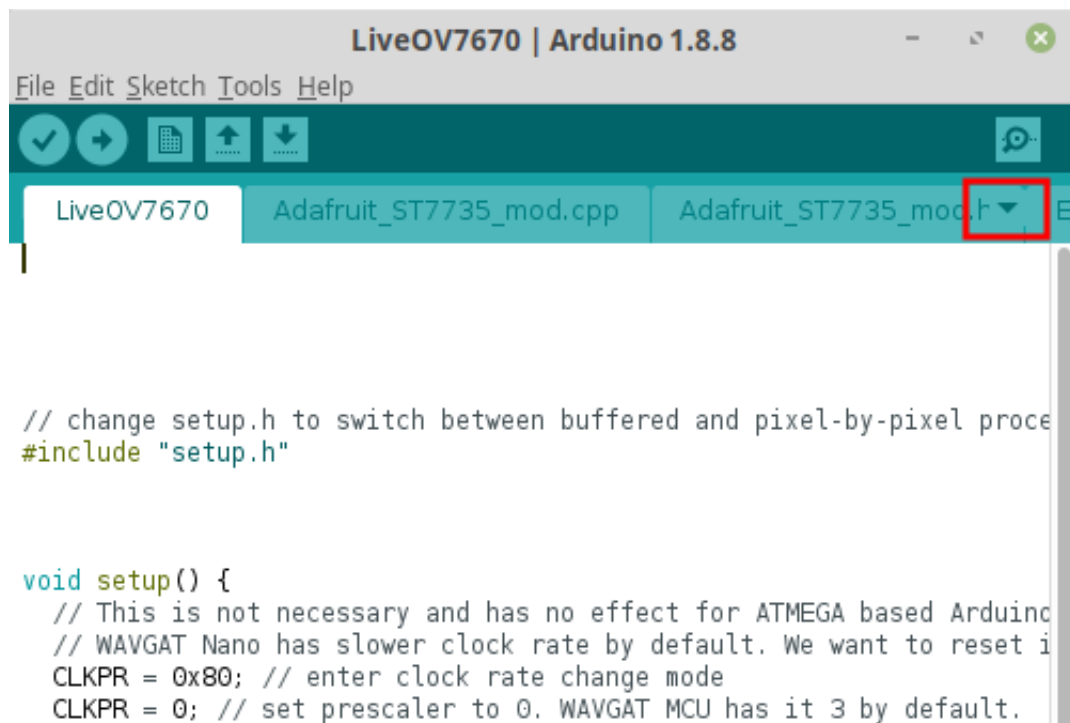 LiveOV7670 | Arduino 1.8.8
File Edit Sketch Tools Help
LiveOV7670 Adafruit_ST7735_mod.cpp Adafruit_ST7735_mod.h E
// change setup.h to switch between buffered and pixel-by-pixel proce
#include "setup.h"
void setup() {
// This is not necessary and has no effect for ATMEGA based Arduino
// WAVGAT Nano has slower clock rate by default. We want to reset i
CLKPR = 0x80; // enter clock rate change mode
CLKPR = 0; // set prescaler to 0. WAVGAT MCU has it 3 by default.